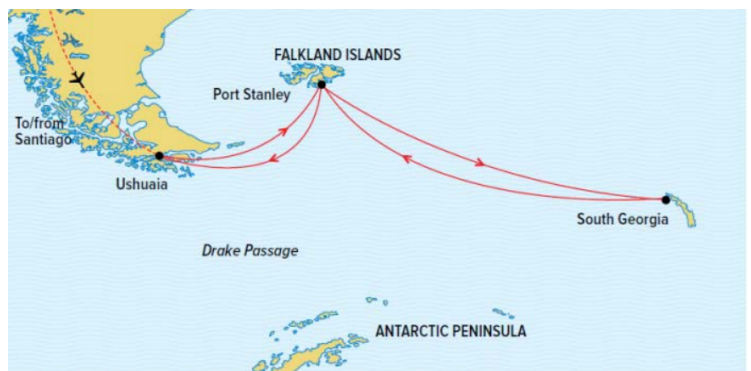 FALKLAND ISLANDS
Port Stanley
To/from
Santiago
Ushuaia
South Georgia
Drake Passage
ANTARCTIC PENINSULA